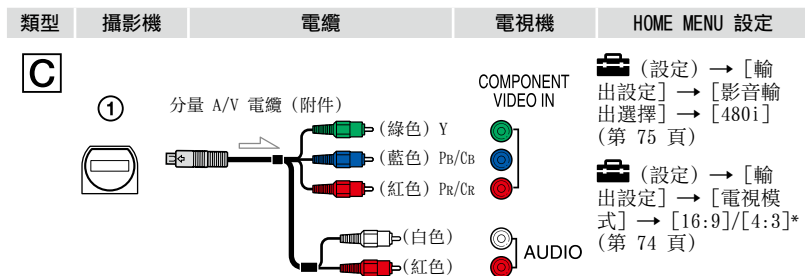 類型 攝影機 電纜 電視機 HOME MENU 設定
C
①
分量 A/V 電纜 (附件)
(綠色) Y
(藍色) PB/CB
(紅色) PR/CR
(白色)
(紅色)
COMPONENT
VIDEO IN
AUDIO
(設定) → [輸
出設定] → [影音輸
出選擇] → [480i]
(第 75 頁)
(設定) → [輸
出設定] → [電視模
式] → [16:9]/[4:3]*
(第 74 頁)